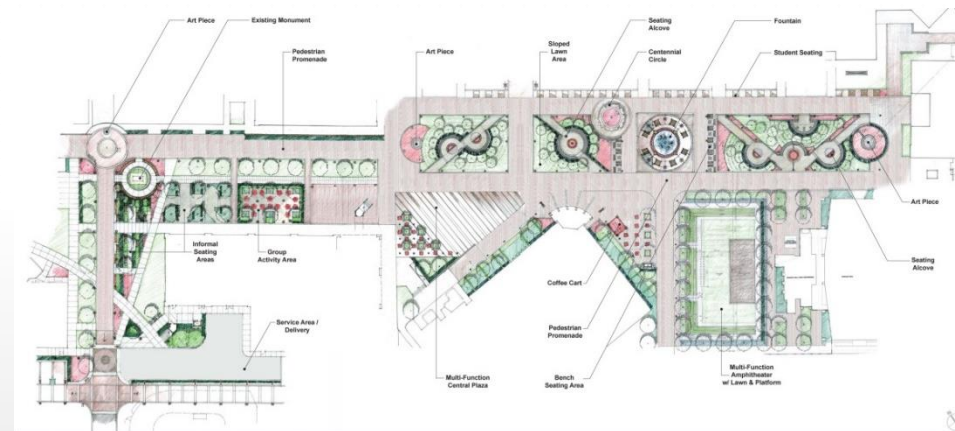 Art Piece
Existing Monument
Pedestrian
Promenade
Art Piece
Sloped
Lawn
Area
Seating
Alcove
Centennial
Circle
Fountain
Student Seating
Art Piece
Seating
Alcove
Informal
Seating
Areas
Group
Activity Area
Coffee Cart
Service Area /
Delivery
Pedestrian
Promenade
Multi-Function
Central Plaza
Bench
Seating Area
Multi-Function
Amphitheater
w/ Lawn & Platform